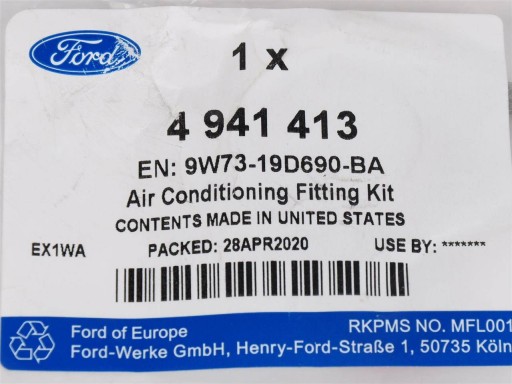 Ford
1 x
4 941 413
EN: 9W73-19D690-BA
Air Conditioning Fitting Kit
CONTENTS MADE IN UNITED STATES
EX1WA PACKED: 28APR2020 USE BY: *******
Ford of Europe RKPMS NO. MFL001
Ford-Werke GmbH, Henry-Ford-Straße 1, 50735 Köln